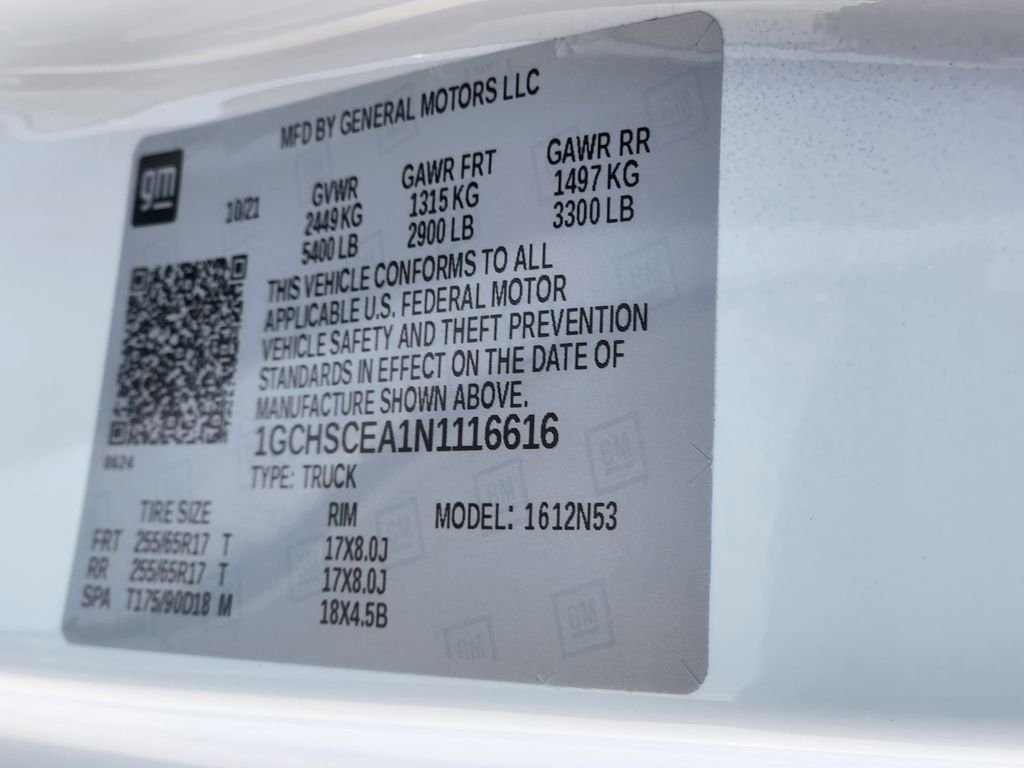 MFD BY GENERAL MOTORS LLC
gm
10/21 GVWR GAWR FRT GAWR RR
2449 KG 1315 KG 1497 KG
5400 LB 2900 LB 3300 LB
THIS VEHICLE CONFORMS TO ALL
APPLICABLE U.S. FEDERAL MOTOR
VEHICLE SAFETY AND THEFT PREVENTION
STANDARDS IN EFFECT ON THE DATE OF
MANUFACTURE SHOWN ABOVE.
1GCHSCEA1N1116616
8624
TYPE: TRUCK
TIRE SIZE RIM MODEL: 1612N53
FRT 255/65R17 T 17X8.0J
RR 255/65R17 T 17X8.0J
SPA T175/90D18 M 18X4.5B